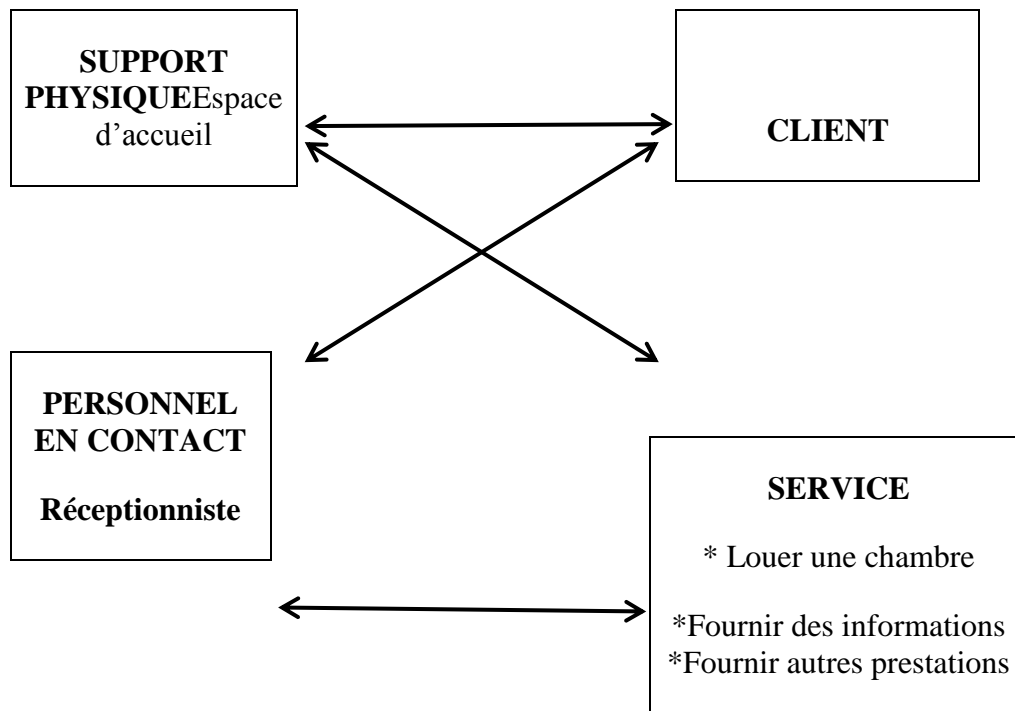 SUPPORT
PHYSIQUEEspace
d’accueil
CLIENT
PERSONNEL
EN CONTACT
Réceptionniste
SERVICE
* Louer une chambre
*Fournir des informations
*Fournir autres prestations